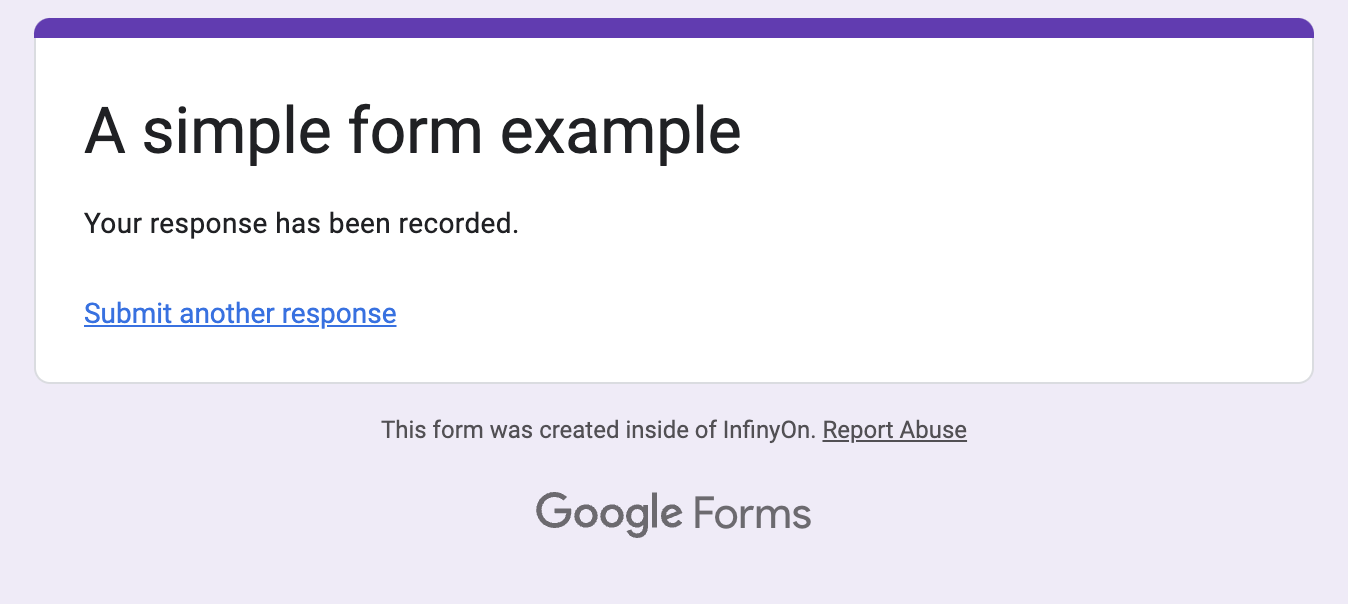 A simple form example
Your response has been recorded.
Submit another response
This form was created inside of InfinyOn. Report Abuse
Google Forms